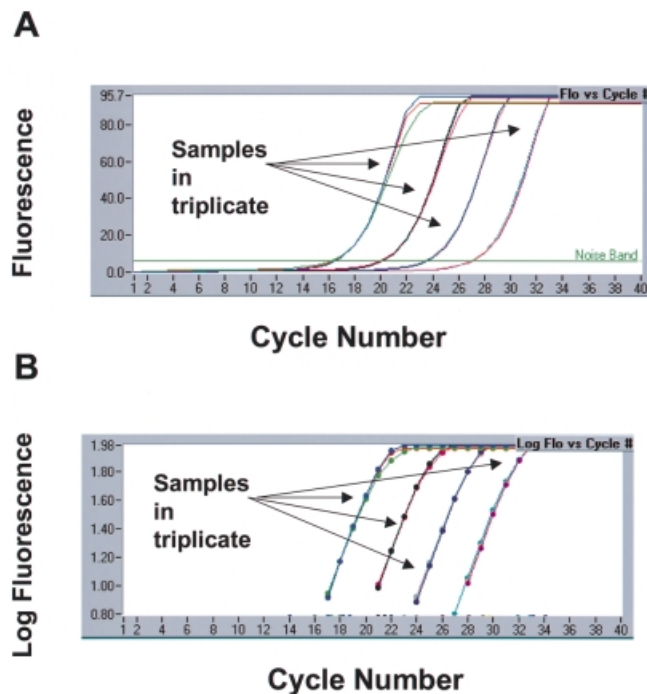 A
Flo vs Cycle #
Fluorescence
95.7
80.0
60.0
40.0
20.0
0.0
Samples
in
triplicate
Noise Band
1 2 4 6 8 10 12 14 16 18 20 22 24 26 28 30 32 34 36 38 40
Cycle Number
B
Log Flo vs Cycle #
Log Fluorescence
1.98
1.80
1.60
1.40
1.20
1.00
0.80
Samples
in
triplicate
1 2 4 6 8 10 12 14 16 18 20 22 24 26 28 30 32 34 36 38 40
Cycle Number